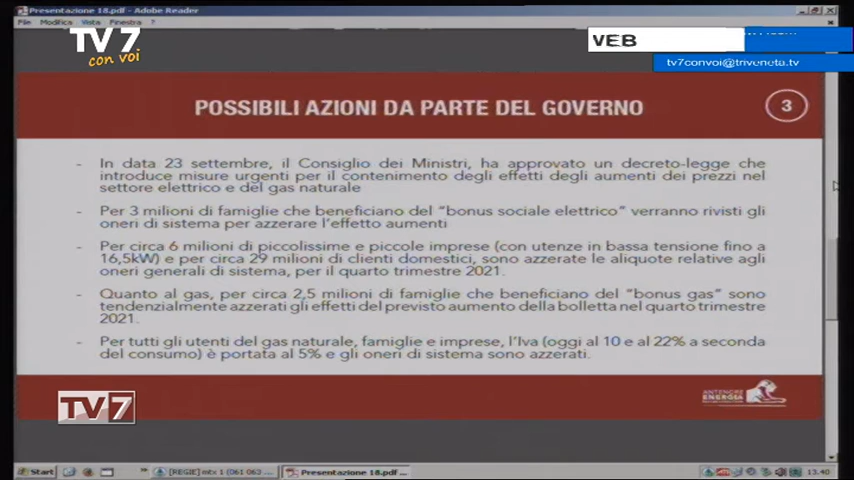 Presentazione 18.pdf - Adobe Reader
File Modifica Vista Finestra ?
TV7
con voi
VEB
tv7convoi@triveneta.tv
POSSIBILI AZIONI DA PARTE DEL GOVERNO
3
- In data 23 settembre, il Consiglio dei Ministri, ha approvato un decreto-legge che
introduce misure urgenti per il contenimento degli effetti degli aumenti dei prezzi nel
settore elettrico e del gas naturale
- Per 3 milioni di famiglie che beneficiano del "bonus sociale elettrico" verranno rivisti gli
oneri di sistema per azzerare l'effetto aumenti
- Per circa 6 milioni di piccolissime e piccole imprese (con utenze in bassa tensione fino a
16,5kW) e per circa 29 milioni di clienti domestici, sono azzerate le aliquote relative agli
oneri generali di sistema, per il quarto trimestre 2021.
- Quanto al gas, per circa 2,5 milioni di famiglie che beneficiano del "bonus gas" sono
tendenzialmente azzerati gli effetti del previsto aumento della bolletta nel quarto trimestre
2021.
- Per tutti gli utenti del gas naturale, famiglie e imprese, l'Iva (oggi al 10 e al 22% a seconda
del consumo) è portata al 5% e gli oneri di sistema sono azzerati.
TV7
ANTENORE
ENERGIA
Start
[REGIE] mtx 1 (061 063 ...
Presentazione 18.pdf...
13.40